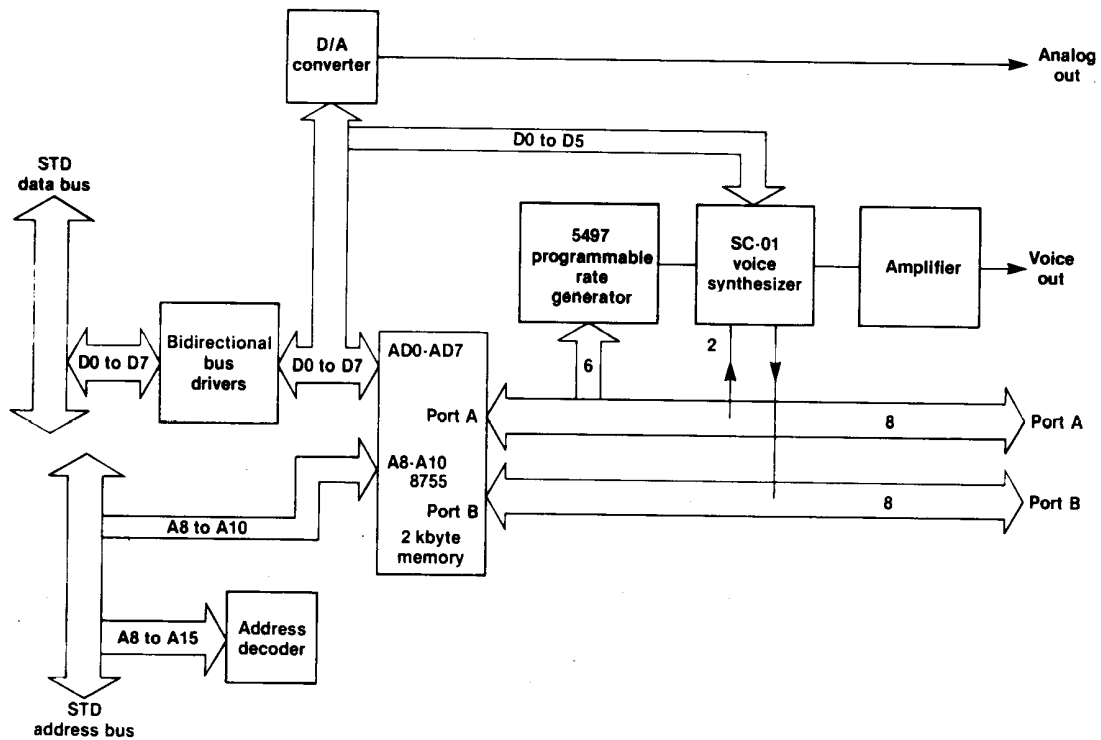 D/A
converter
Analog
out
D0 to D5
STD
data bus
5497
programmable
rate
generator
SC-01
voice
synthesizer
Amplifier
Voice
out
D0 to D7
Bidirectional
bus
drivers
D0 to D7
AD0-AD7
6
2
Port A
8
Port A
A8-A10
8755
Port B
8
Port B
2 kbyte
memory
A8 to A10
A8 to A15
Address
decoder
STD
address bus